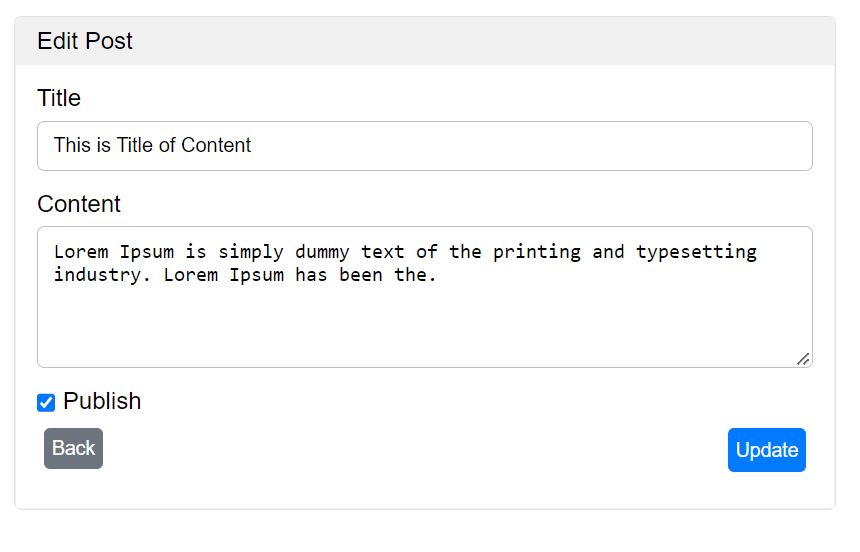 Edit Post
Title
This is Title of Content
Content
Lorem Ipsum is simply dummy text of the printing and typesetting
industry. Lorem Ipsum has been the.
Publish
Back
Update